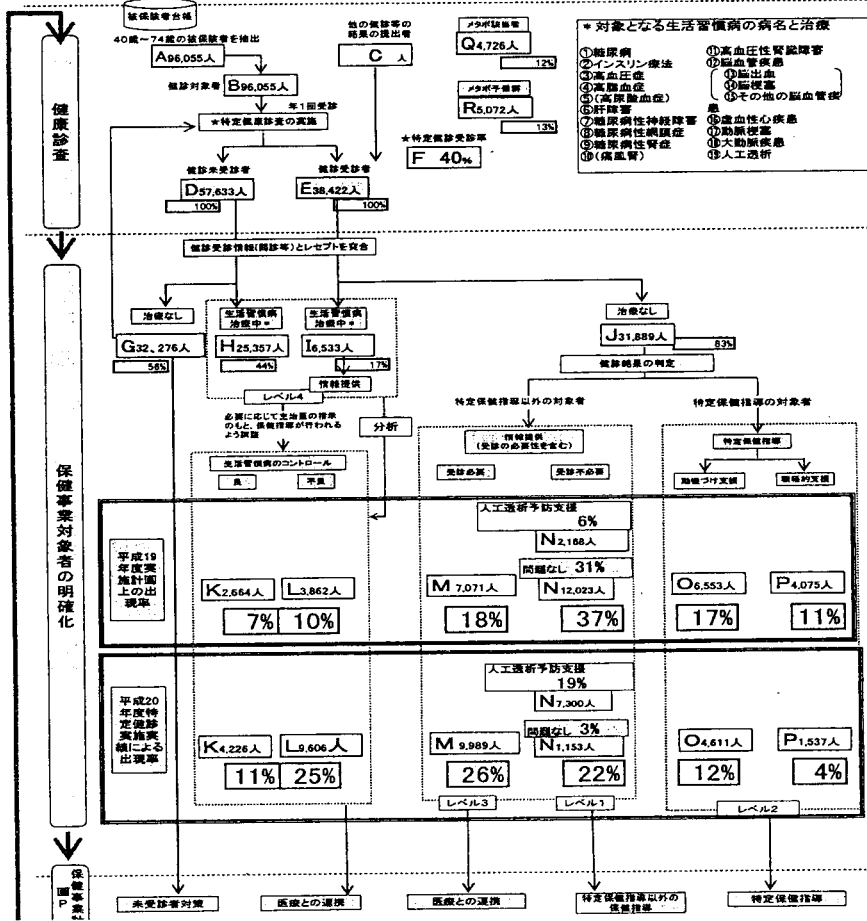 被保険者台帳
40歳～74歳の被保険者を抽出
A96,055人
健診対象者
B96,055人
他の健診等の
結果の提出者
C 人
メタボ該当者
Q4,726人
12%
メタボ予備群
R5,072人
13%
年1回受診
★特定健康診査の実施
★特定健診受診率
F 40%
健診未受診者
D57,633人
100%
健診受診者
E38,422人
100%
* 対象となる生活習慣病の病名と治療
①糖尿病
②インスリン療法
③高血圧症
④高脂血症
⑤(高尿酸血症)
⑥肝障害
⑦糖尿病性神経障害
⑧糖尿病性網膜症
⑨糖尿病性腎症
⑩(痛風腎)
⑪高血圧性腎臓障害
⑫脳血管疾患
⑬脳出血
⑭脳梗塞
⑮その他の脳血管疾
患
⑯虚血性心疾患
⑰動脈梗塞
⑱大動脈疾患
⑲人工透析
健康診査
健診受診情報(問診等)とレセプトを突合
治療なし
G32、276人
56%
生活習慣病
治療中*
H25,357人
44%
生活習慣病
治療中*
I6,533人
17%
情報提供
レベル4
治療なし
J31,889人
83%
健診結果の判定
必要に応じて主治医の指示
のもと、保健指導が行われる
よう調整
分析
特定保健指導以外の対象者
特定保健指導の対象者
生活習慣病のコントロール
良
不良
情報提供
(受診の必要性を含む)
受診必要
受診不必要
特定保健指導
動機づけ支援
積極的支援
保健事業対象者の明確化
平成19
年度実
施計画
上の出
現率
K2,664人
7%
L3,862人
10%
人工透析予防支援
6%
N2,168人
問題なし 31%
M 7,071人
18%
N12,023人
37%
O6,553人
17%
P4,075人
11%
平成20
年度特
定健診
実施実
績による
出現率
K4,226人
11%
L9,606人
25%
人工透析予防支援
19%
N7,300人
問題なし 3%
M 9,989人
26%
N1,153人
22%
O4,611人
12%
P1,537人
4%
レベル3
レベル1
レベル2
保健事業計
画P
未受診者対策
医療との連携
医療との連携
特定保健指導以外の
保健指導
特定保健指導